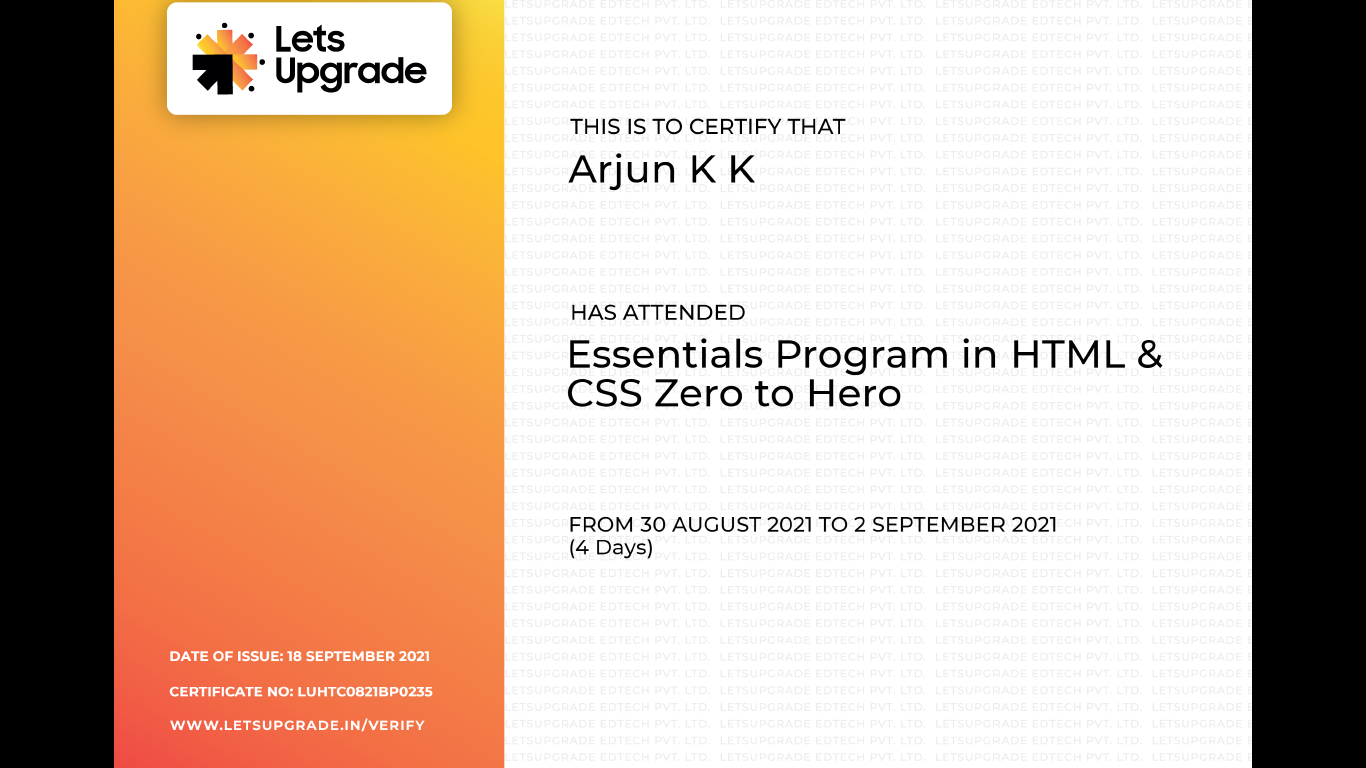 Lets
Upgrade
THIS IS TO CERTIFY THAT
Arjun K K
HAS ATTENDED
Essentials Program in HTML &
CSS Zero to Hero
FROM 30 AUGUST 2021 TO 2 SEPTEMBER 2021
(4 Days)
DATE OF ISSUE: 18 SEPTEMBER 2021
CERTIFICATE NO: LUHTC0821BP0235
WWW.LETSUPGRADE.IN/VERIFY
LETSUPGRADE EDTECH PVT. LTD.